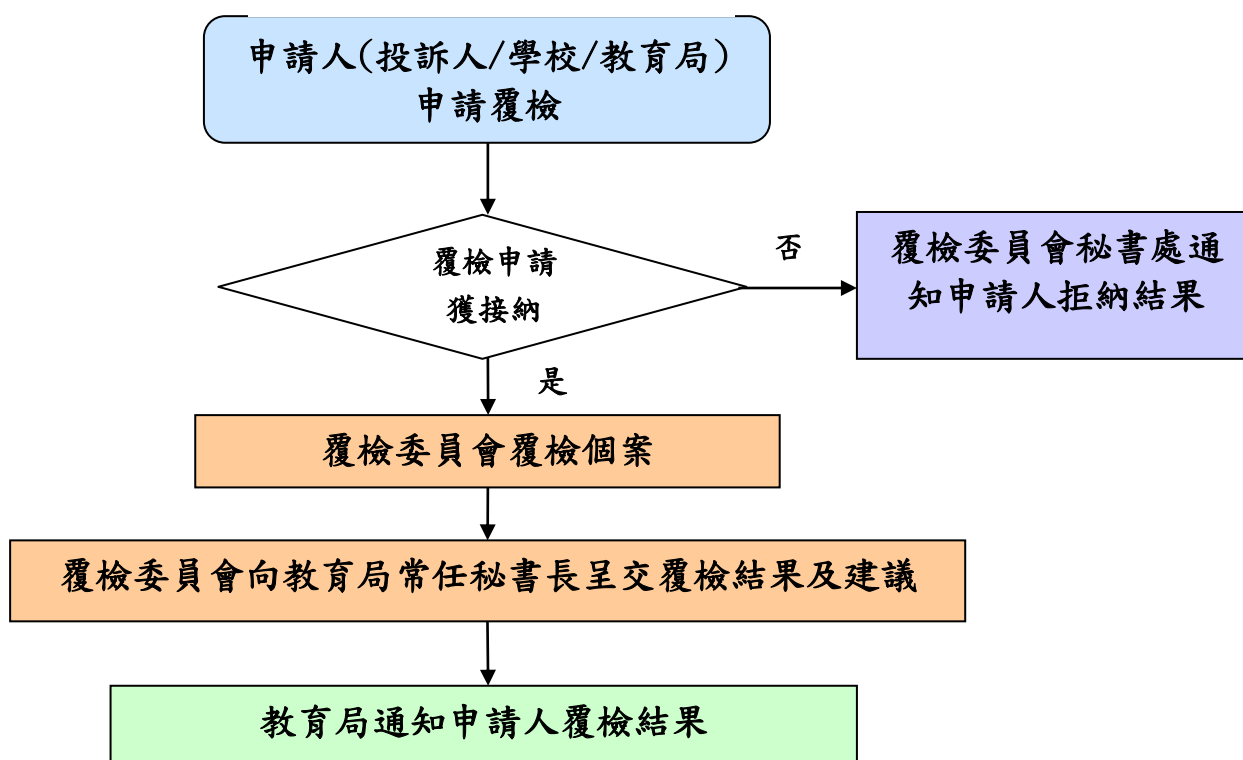 申請人(投訴人/學校/教育局)
申請覆檢
覆檢申請
獲接納
否
覆檢委員會秘書處通
知申請人拒納結果
是
覆檢委員會覆檢個案
覆檢委員會向教育局常任秘書長呈交覆檢結果及建議
教育局通知申請人覆檢結果